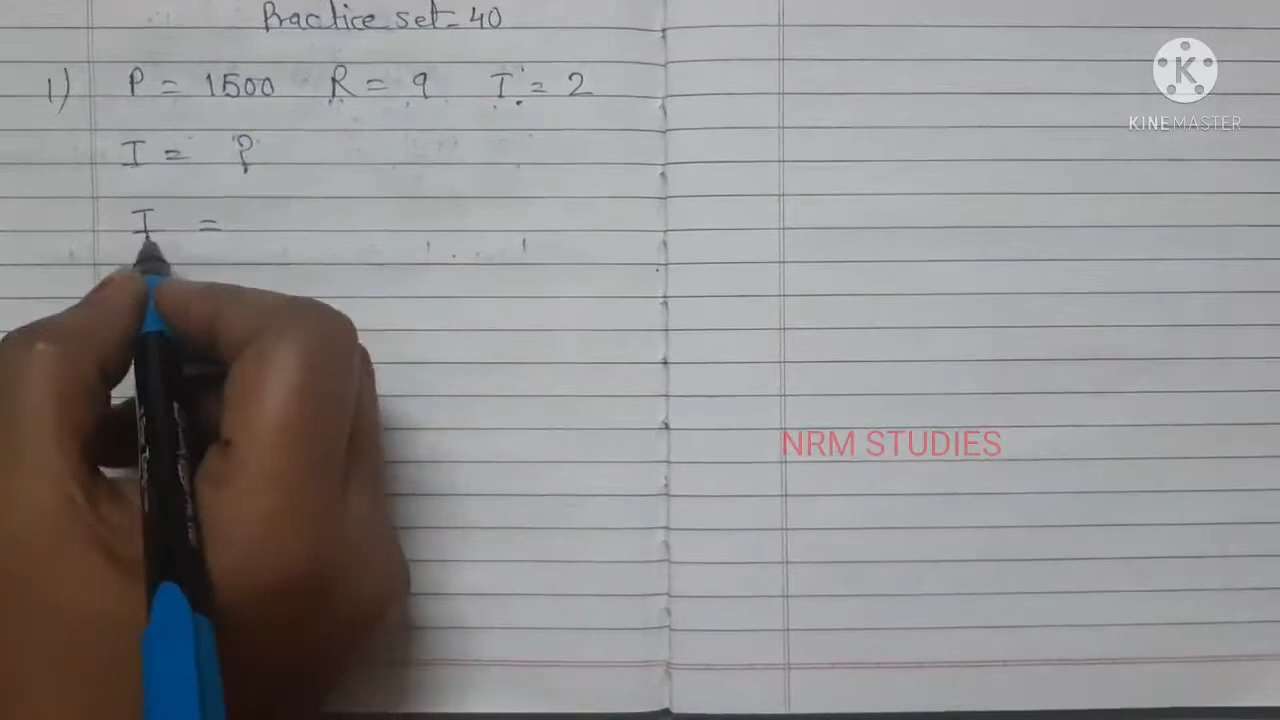 Practice set - 40
1) P = 1500 R = 9 I = 2
I = ?
I =
K
KINEMASTER
NRM STUDIES